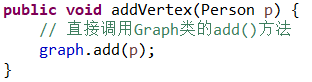 public void addVertex(Person p) {
// 直接调用Graph类的add()方法
graph.add(p);
}